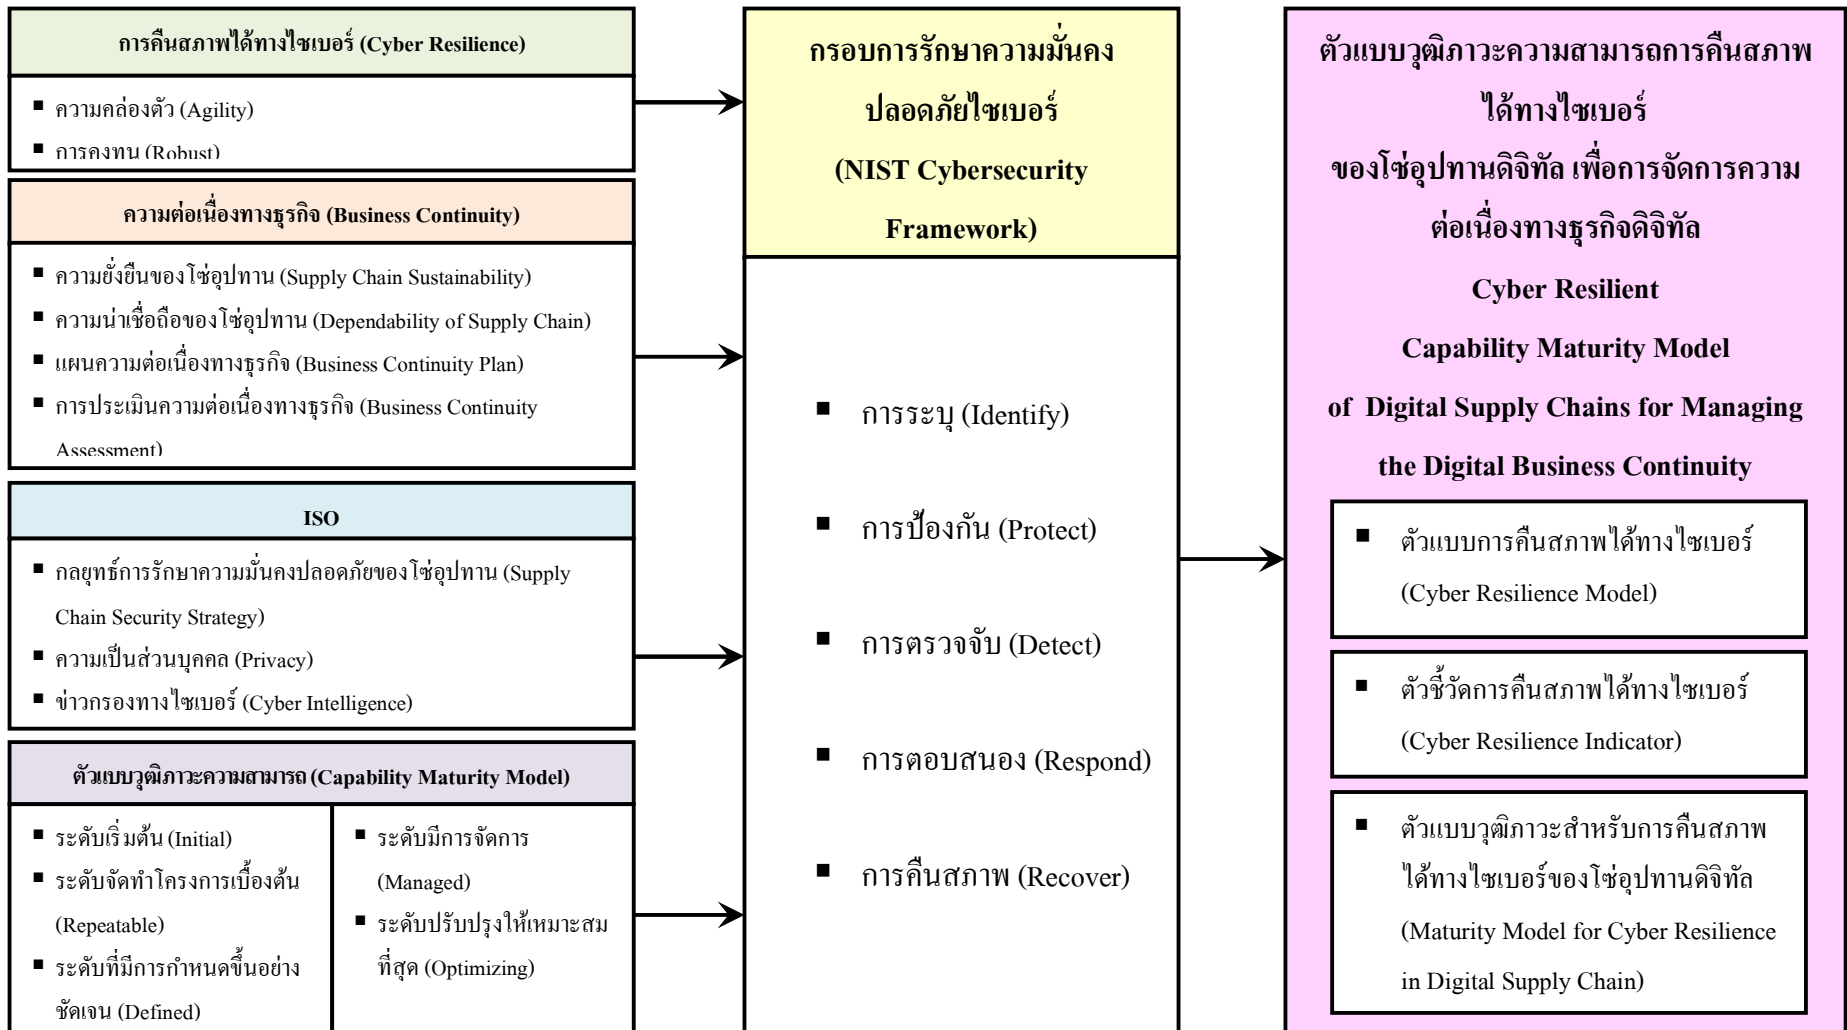 การคืนสภาพได้ทางไซเบอร์ (Cyber Resilience)
▪ ความคล่องตัว (Agility)
▪ การคงทน (Robust)
ความต่อเนื่องทางธุรกิจ (Business Continuity)
▪ ความยั่งยืนของโซ่อุปทาน (Supply Chain Sustainability)
▪ ความน่าเชื่อถือของโซ่อุปทาน (Dependability of Supply Chain)
▪ แผนความต่อเนื่องทางธุรกิจ (Business Continuity Plan)
▪ การประเมินความต่อเนื่องทางธุรกิจ (Business Continuity
Assessment)
ISO
▪ กลยุทธ์การรักษาความมั่นคงปลอดภัยของโซ่อุปทาน (Supply
Chain Security Strategy)
▪ ความเป็นส่วนบุคคล (Privacy)
▪ ข่าวกรองทางไซเบอร์ (Cyber Intelligence)
ตัวแบบวุฒิภาวะความสามารถ (Capability Maturity Model)
▪ ระดับเริ่มต้น (Initial)
▪ ระดับจัดทำโครงการเบื้องต้น
(Repeatable)
▪ ระดับที่มีการกำหนดขึ้นอย่าง
ชัดเจน (Defined)
▪ ระดับมีการจัดการ
(Managed)
▪ ระดับปรับปรุงให้เหมาะสม
ที่สุด (Optimizing)
กรอบการรักษาความมั่นคง
ปลอดภัยไซเบอร์
(NIST Cybersecurity
Framework)
▪ การระบุ (Identify)
▪ การป้องกัน (Protect)
▪ การตรวจจับ (Detect)
▪ การตอบสนอง (Respond)
▪ การคืนสภาพ (Recover)
ตัวแบบวุฒิภาวะความสามารถการคืนสภาพ
ได้ทางไซเบอร์
ของโซ่อุปทานดิจิทัล เพื่อการจัดการความ
ต่อเนื่องทางธุรกิจดิจิทัล
Cyber Resilient
Capability Maturity Model
of Digital Supply Chains for Managing
the Digital Business Continuity
▪ ตัวแบบการคืนสภาพได้ทางไซเบอร์
(Cyber Resilience Model)
▪ ตัวชี้วัดการคืนสภาพได้ทางไซเบอร์
(Cyber Resilience Indicator)
▪ ตัวแบบวุฒิภาวะสำหรับการคืนสภาพ
ได้ทางไซเบอร์ของโซ่อุปทานดิจิทัล
(Maturity Model for Cyber Resilience
in Digital Supply Chain)